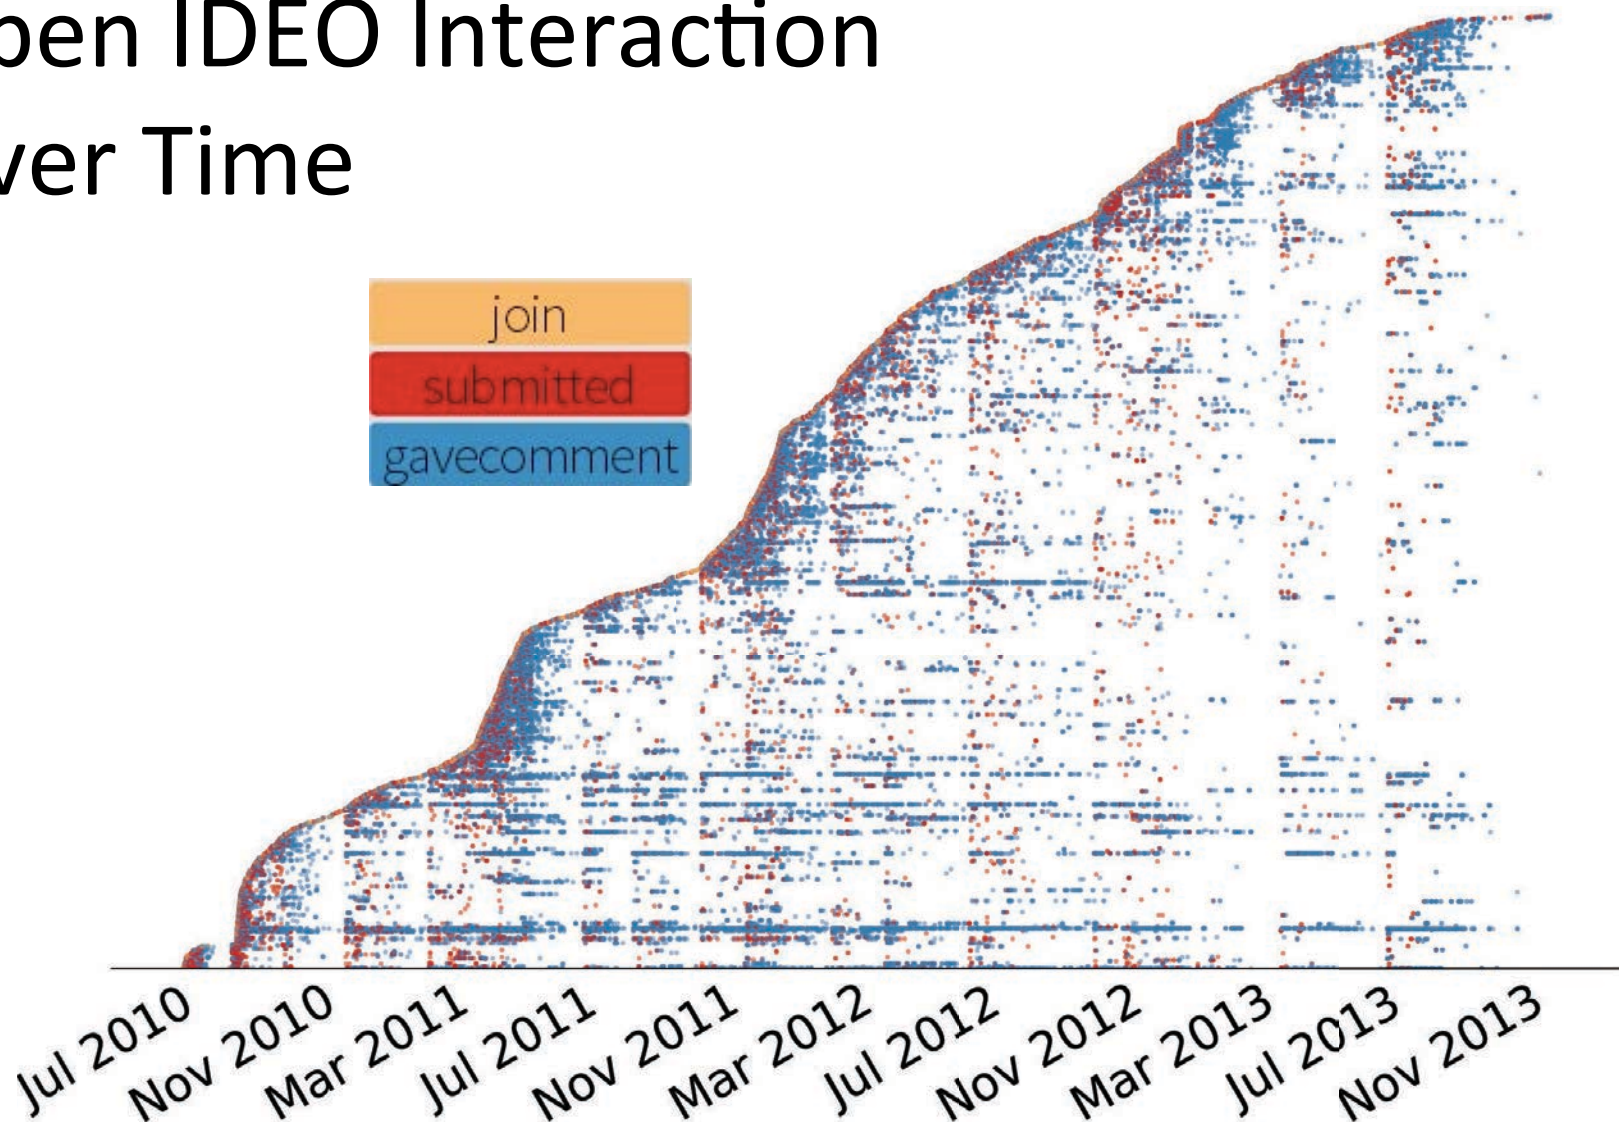 pen IDEO Interaction
ver Time
join
submitted
gavecomment
Jul 2010
Nov 2010
Mar 2011
Jul 2011
Nov 2011
Mar 2012
Jul 2012
Nov 2012
Mar 2013
Jul 2013
Nov 2013